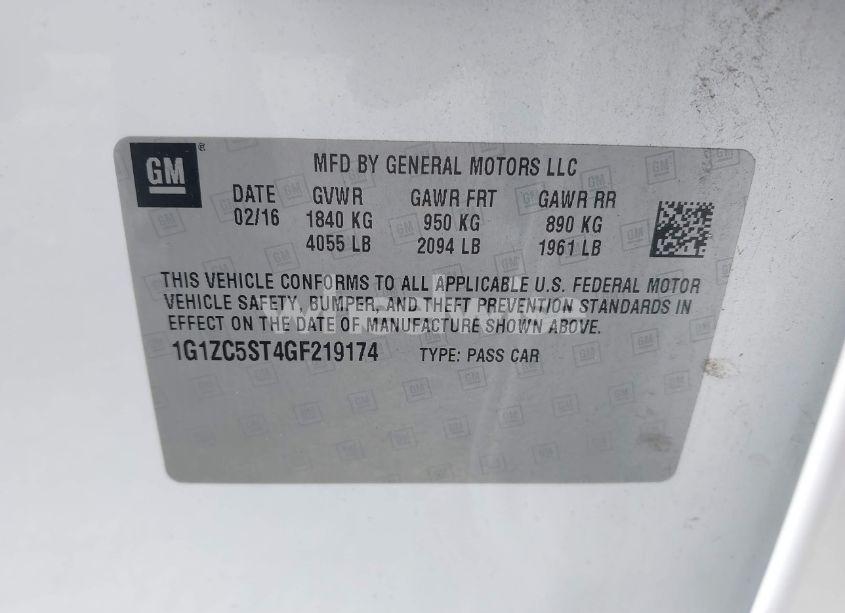 GM
MFD BY GENERAL MOTORS LLC
DATE GVWR GAWR FRT GAWR RR
02/16 1840 KG 950 KG 890 KG
4055 LB 2094 LB 1961 LB
THIS VEHICLE CONFORMS TO ALL APPLICABLE U.S. FEDERAL MOTOR
VEHICLE SAFETY, BUMPER, AND THEFT PREVENTION STANDARDS IN
EFFECT ON THE DATE OF MANUFACTURE SHOWN ABOVE.
1G1ZC5ST4GF219174 TYPE: PASS CAR